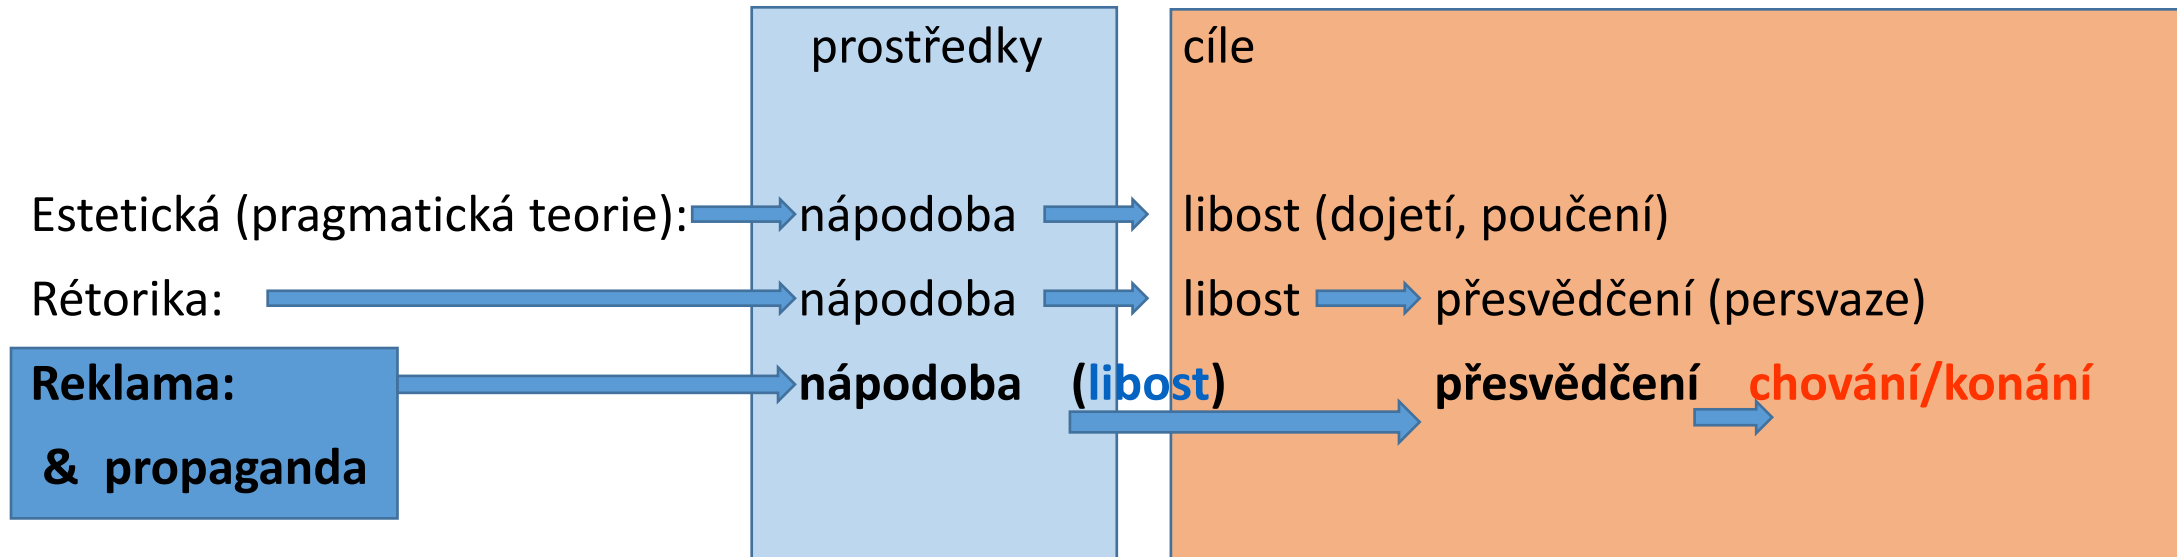 prostředky cíle
Estetická (pragmatická teorie): nápodoba libost (dojetí, poučení)
Rétorika: nápodoba libost přesvědčení (persvaze)
Reklama: nápodoba (libost) přesvědčení chování/konání
& propaganda